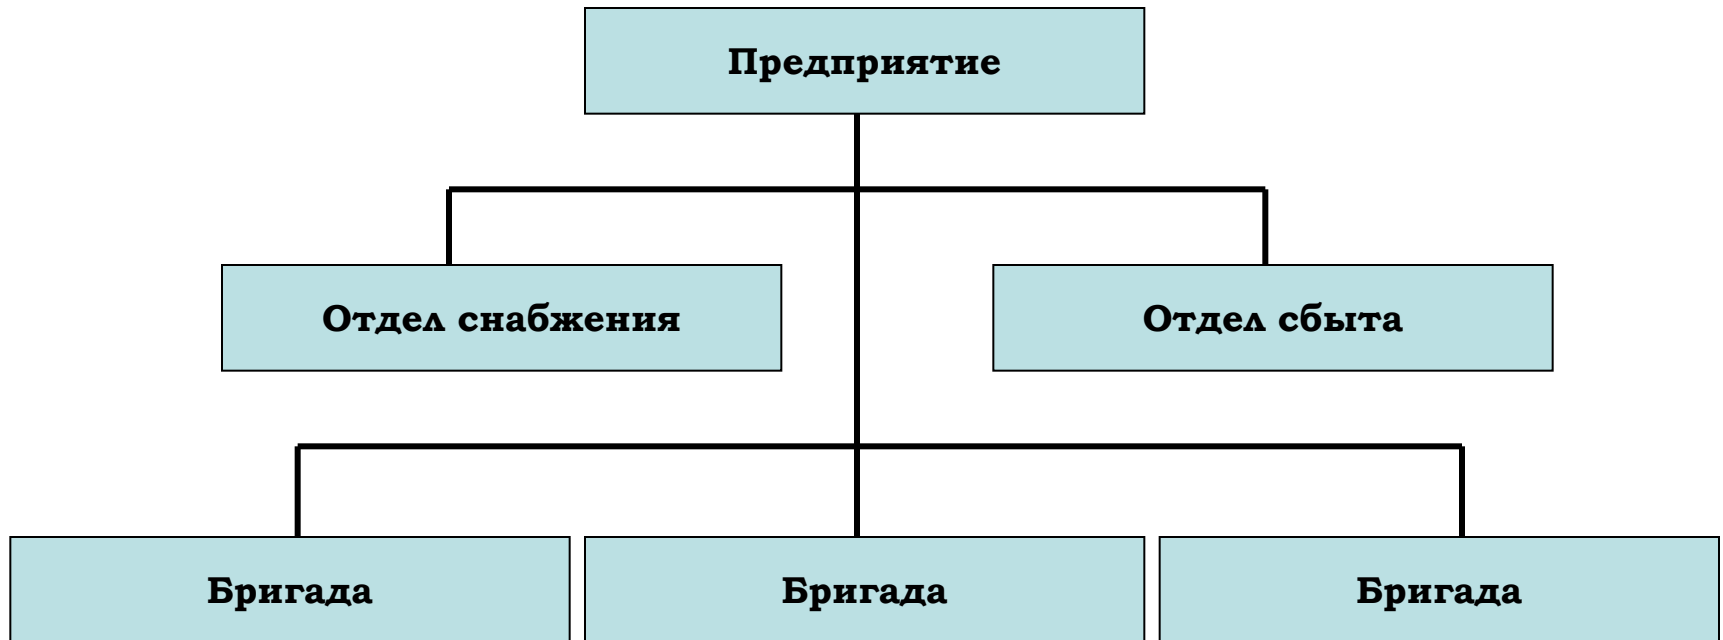 Предприятие
Отдел снабжения
Отдел сбыта
Бригада
Бригада
Бригада